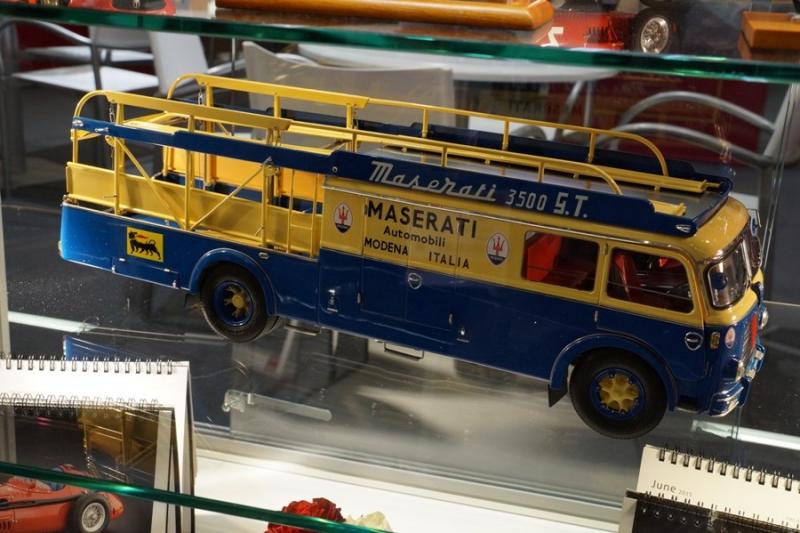 Maserati 3500 S.T.
MASERATI
Automobili
MODENA ITALIA
June